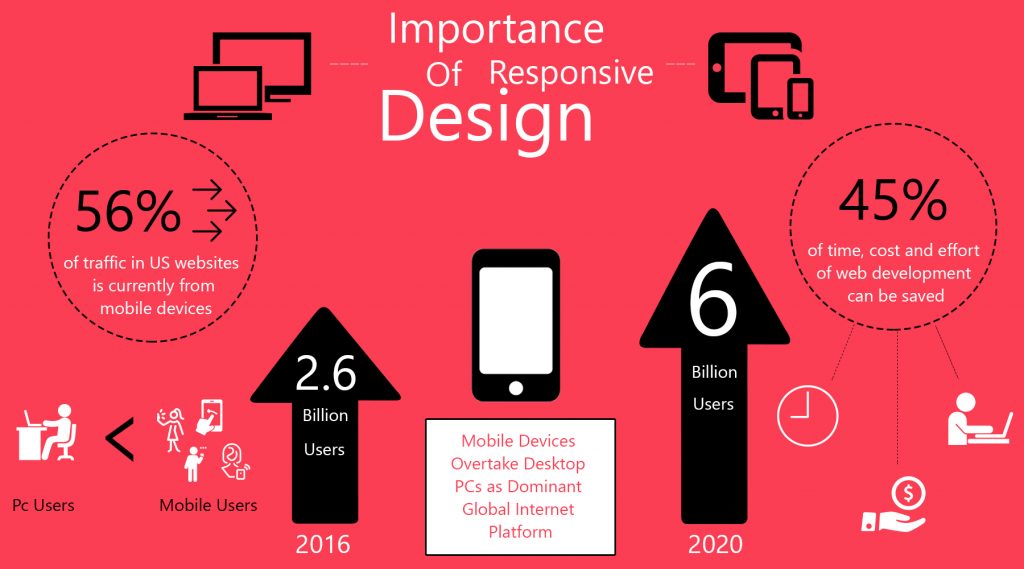 Importance
Of Responsive
Design
56%
of traffic in US websites
is currently from
mobile devices
45%
of time, cost and effort
of web development
can be saved
Pc Users
<
Mobile Users
2.6
Billion
Users
2016
Mobile Devices
Overtake Desktop
PCs as Dominant
Global Internet
Platform
6
Billion
Users
2020
$